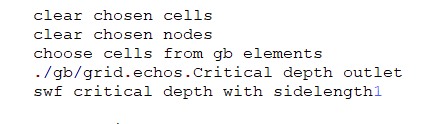 clear chosen cells
clear chosen nodes
choose cells from gb elements
./gb/grid.echos.Critical depth outlet
swf critical depth with sidelength1